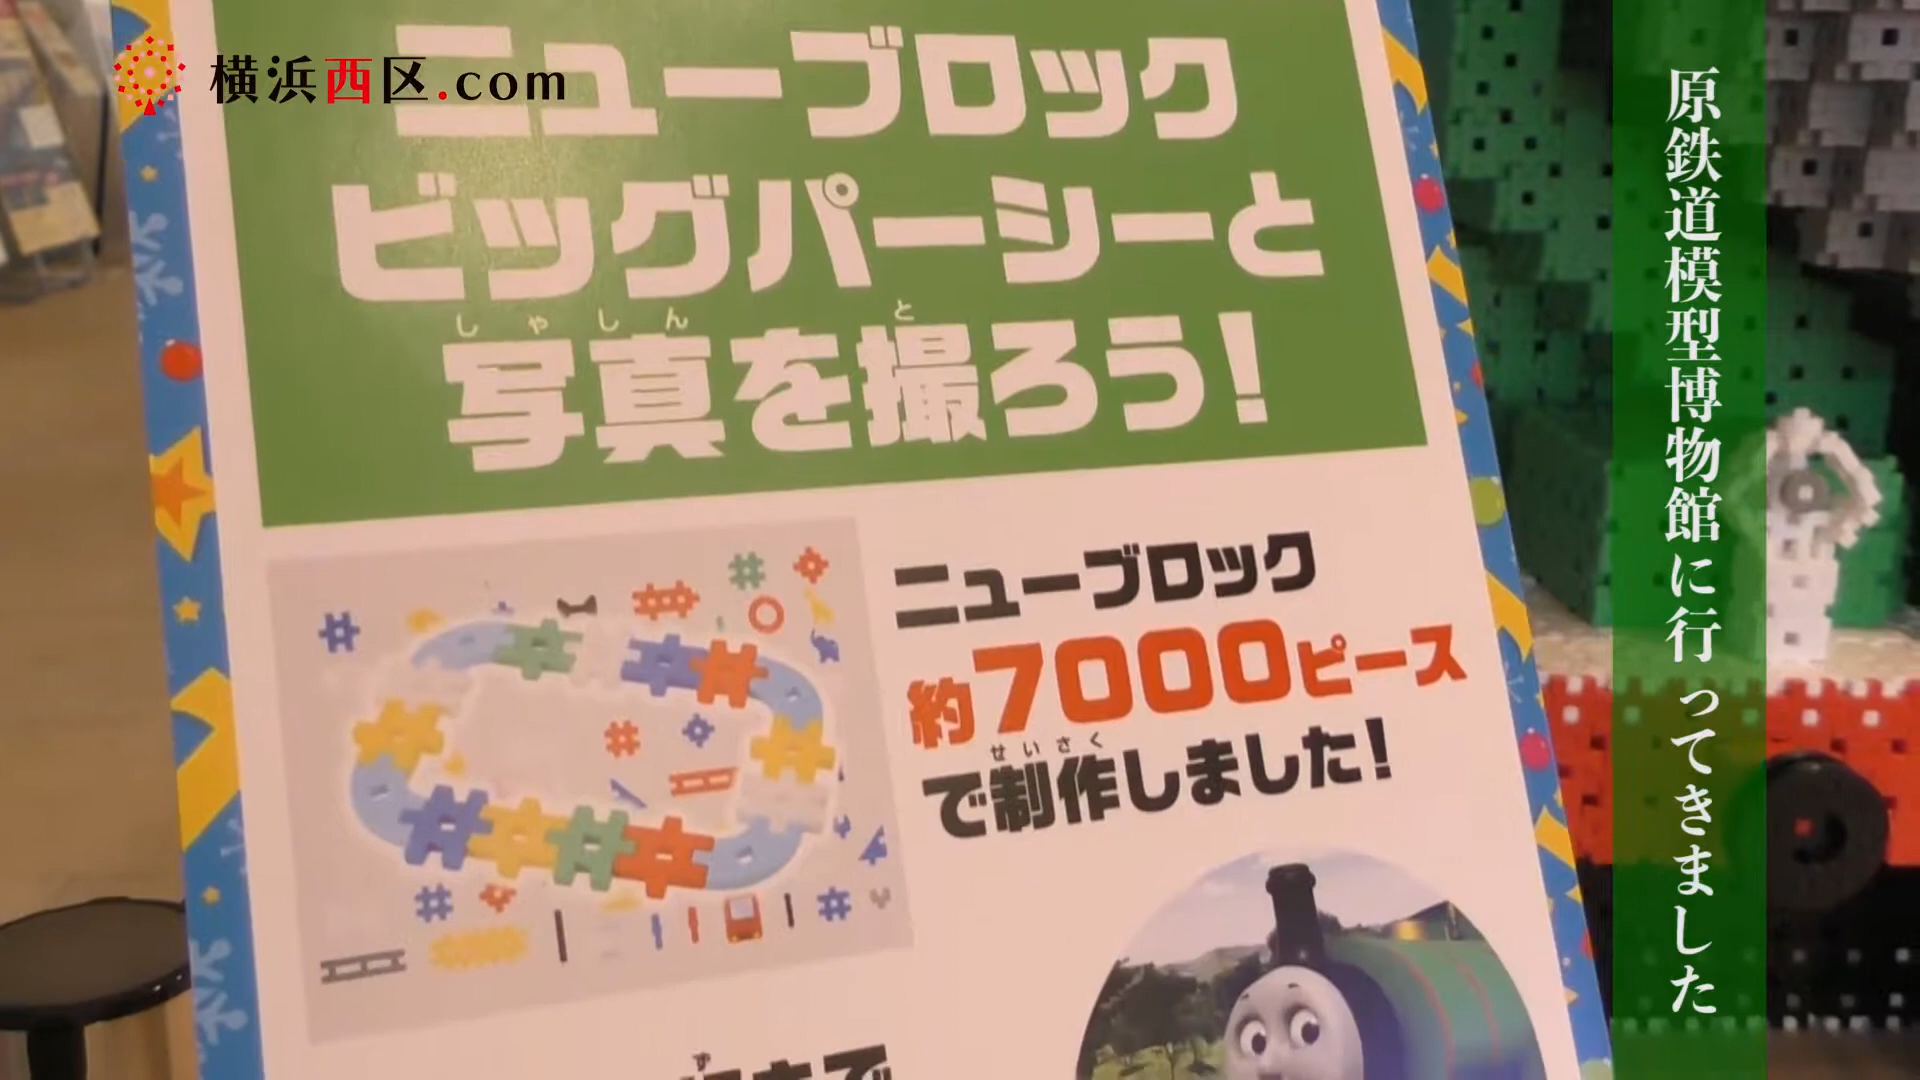 横浜西区.com
ニューブロック
ビッグパーシーと
しゃしん と
写真を撮ろう!
ニューブロック
約7000ピース
せいさく
で制作しました!
原鉄道模型博物館に行ってきました